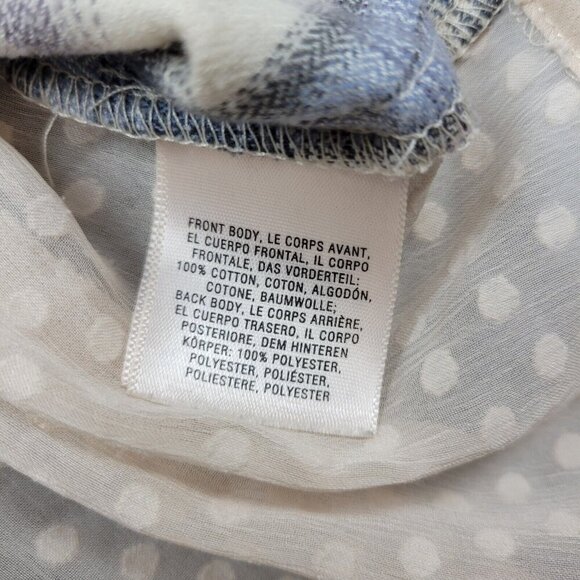 FRONT BODY, LE CORPS AVANT,
EL CUERPO FRONTAL, IL CORPO
FRONTALE, DAS VORDERTEIL:
100% COTTON, COTON, ALGODÓN,
COTONE, BAUMWOLLE;
BACK BODY, LE CORPS ARRIÈRE,
EL CUERPO TRASERO, IL CORPO
POSTERIORE, DEM HINTEREN
KÖRPER: 100% POLYESTER,
POLYESTER, POLIÉSTER,
POLIESTERE, POLYESTER